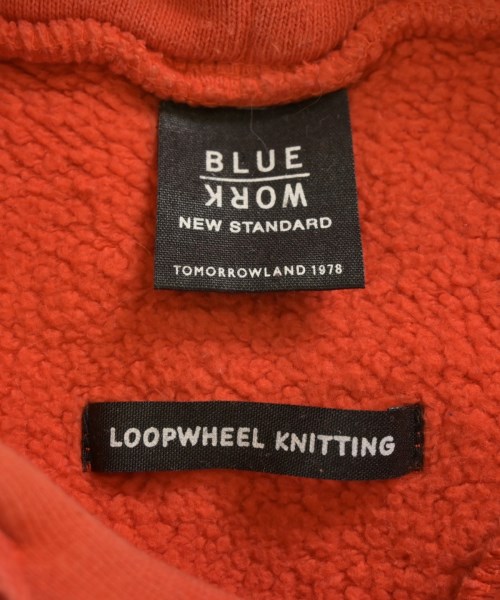 BLUE
WORK
NEW STANDARD
TOMORROWLAND 1978
LOOPWHEEL KNITTING